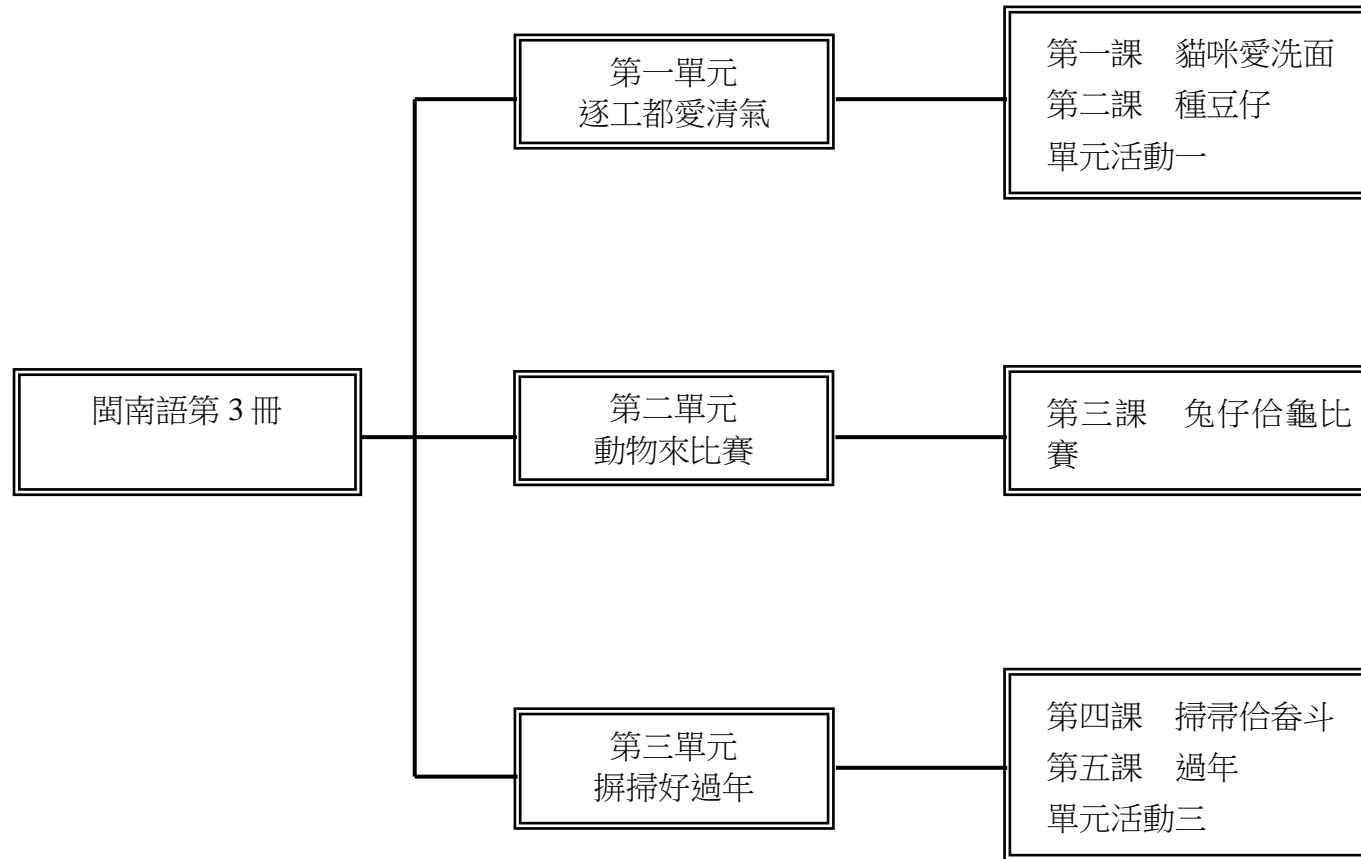 閩南語第 3 冊
第一單元
逐工都愛清氣
第一課 貓咪愛洗面
第二課 種豆仔
單元活動一
第二單元
動物來比賽
第三課 兔仔佮龜比
賽
第三單元
摒掃好過年
第四課 掃帚佮畚斗
第五課 過年
單元活動三